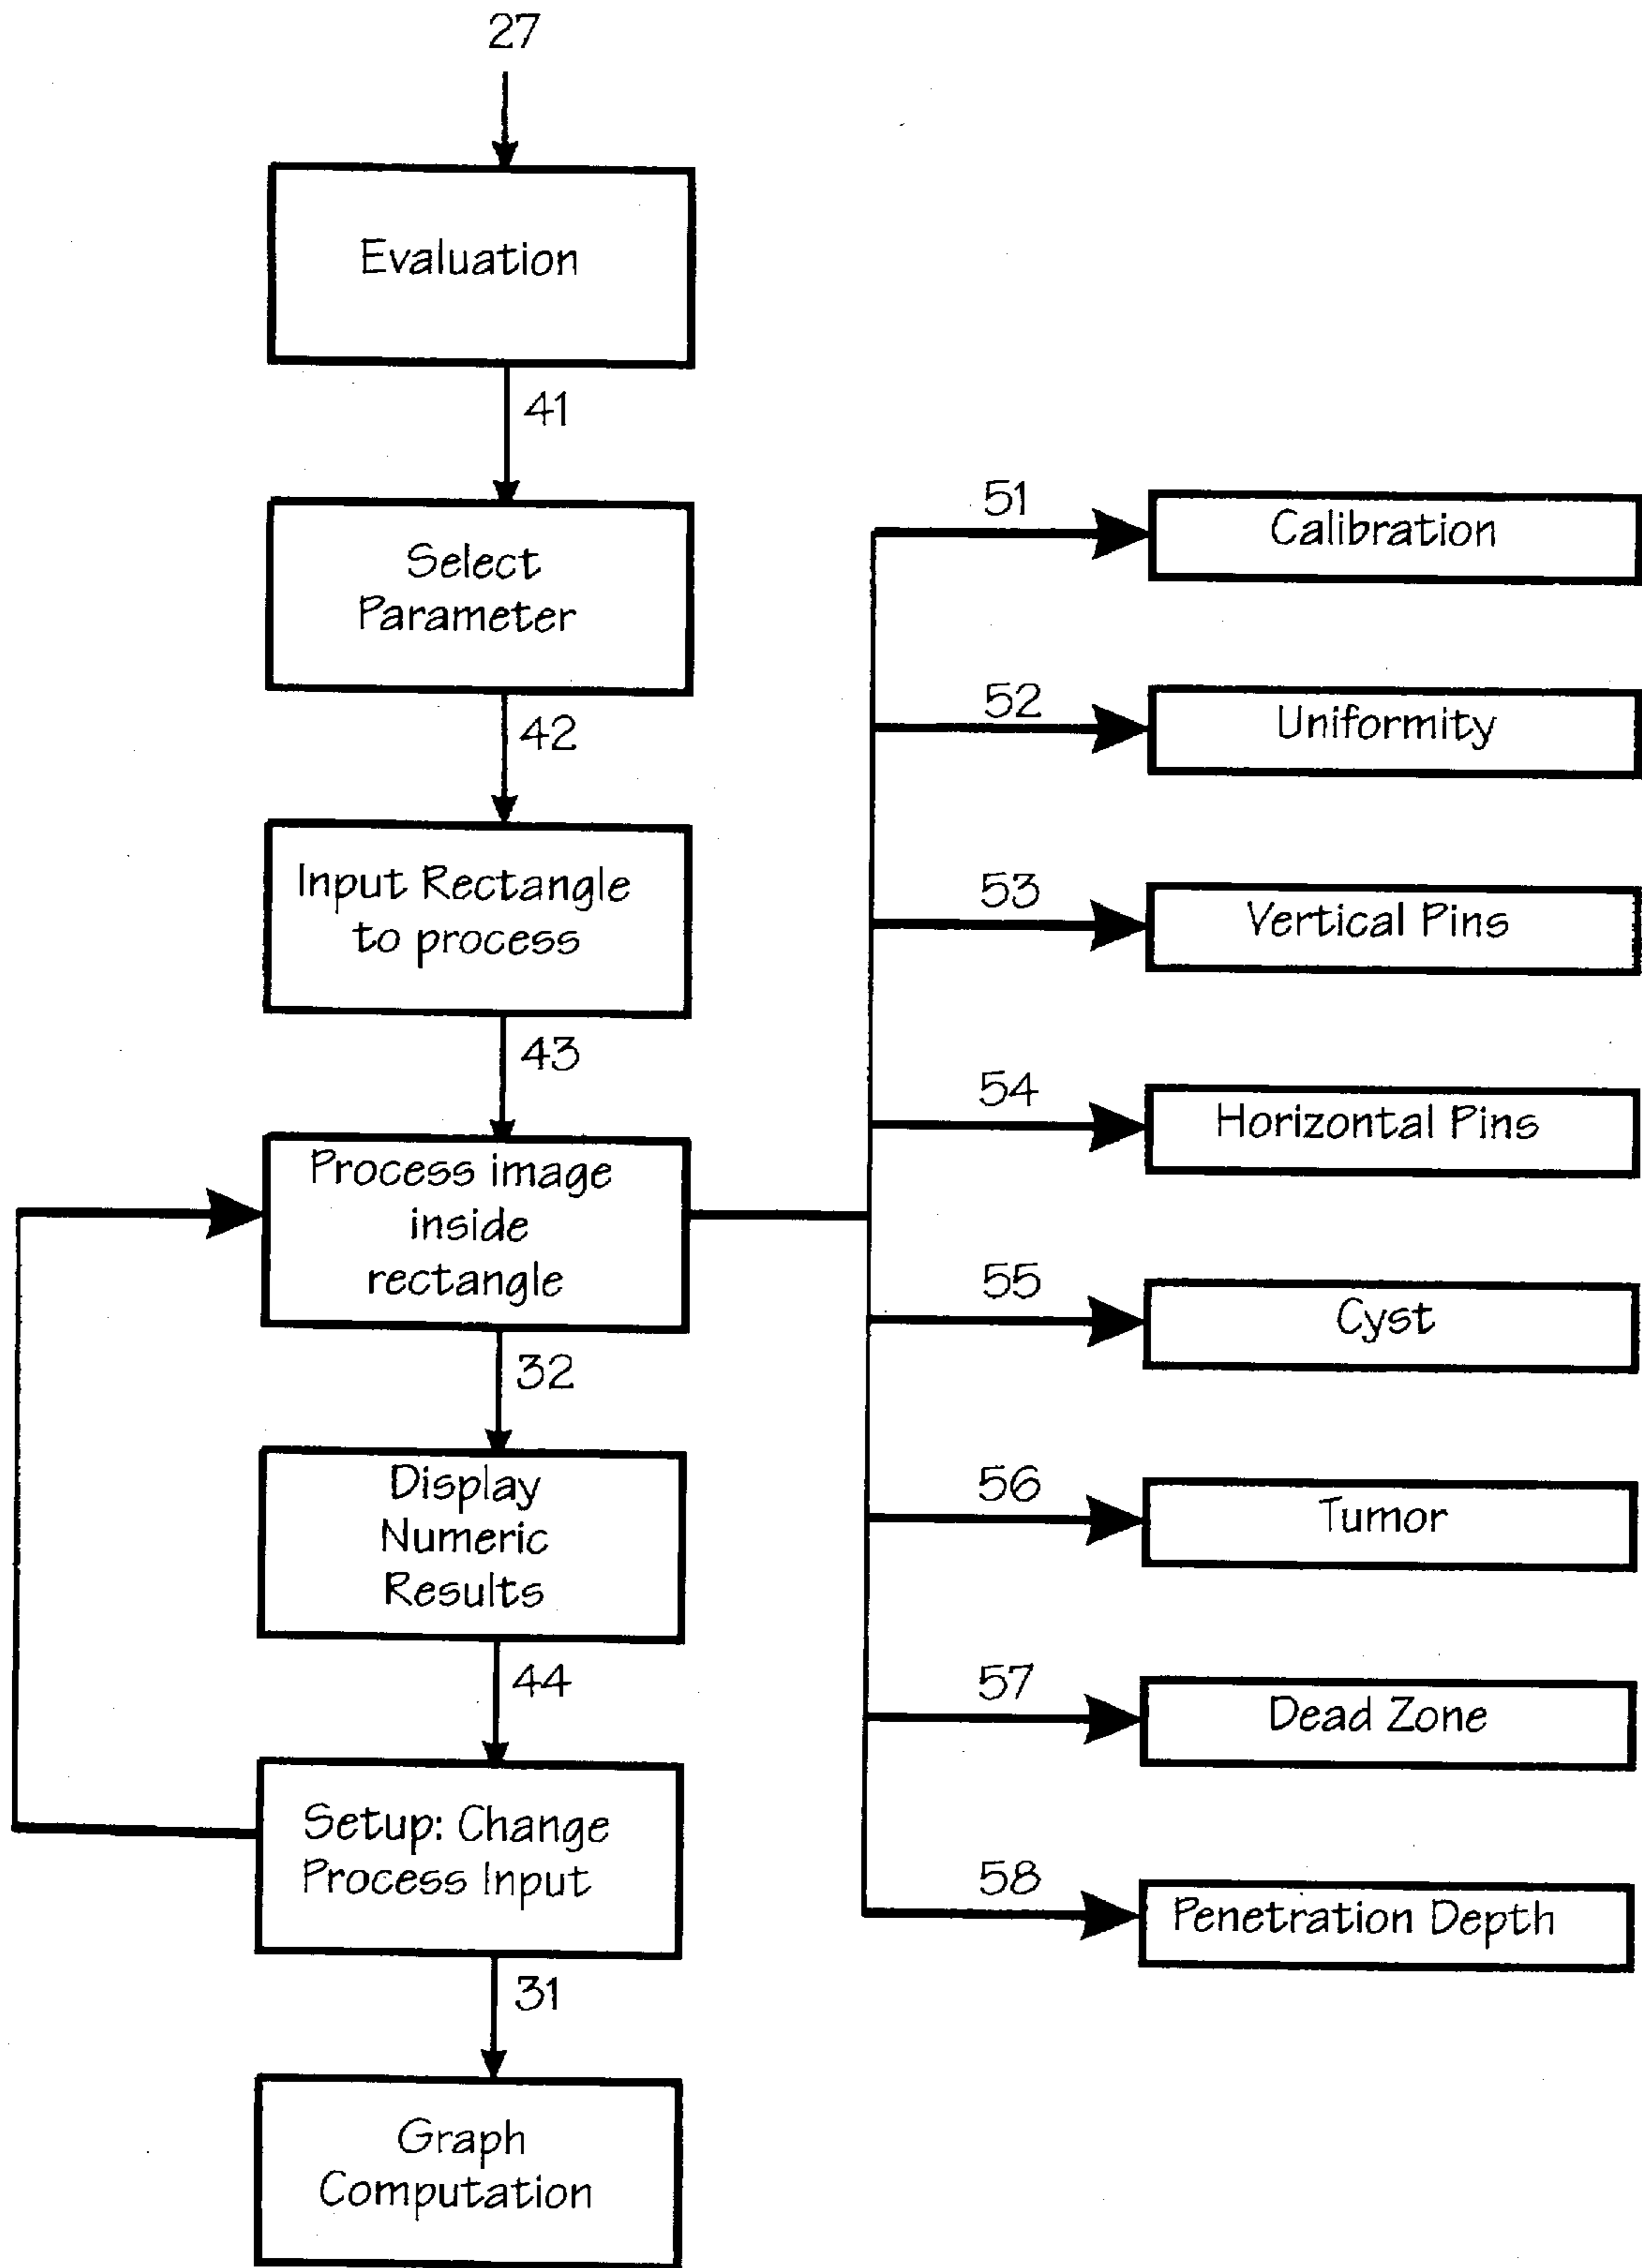 27
Evaluation
41
Select
Parameter
42
Input Rectangle
to process
43
Process image
inside
rectangle
32
Display
Numeric
Results
44
Setup: Change
Process Input
31
Graph
Computation
51
Calibration
52
Uniformity
53
Vertical Pins
54
Horizontal Pins
55
Cyst
56
Tumor
57
Dead Zone
58
Penetration Depth